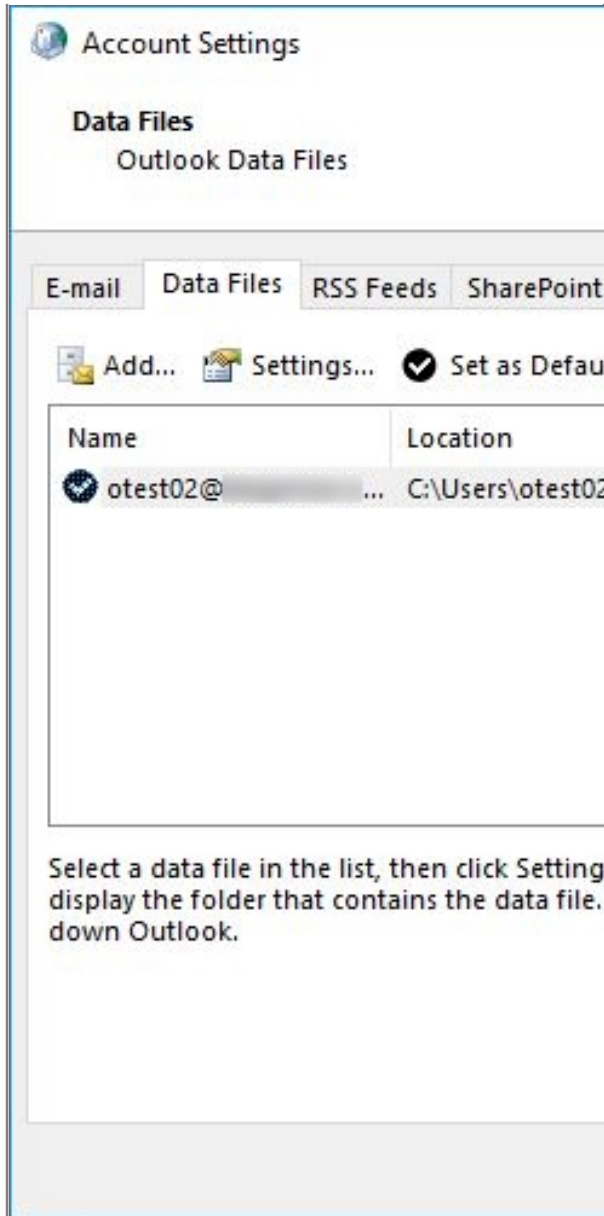 Account Settings
Data Files
Outlook Data Files
E-mail Data Files RSS Feeds SharePoint
Add... Settings... Set as Defau
Name Location
otest02@ ... C:\Users\otest02
Select a data file in the list, then click Setting
display the folder that contains the data file.
down Outlook.